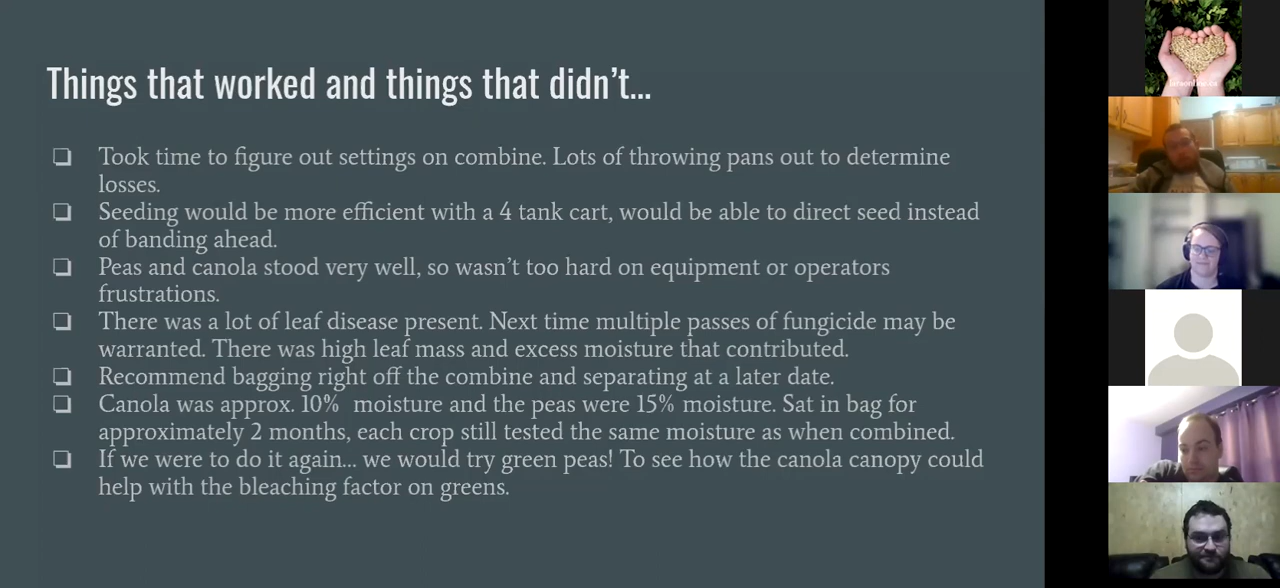 Things that worked and things that didn't...
Took time to figure out settings on combine. Lots of throwing pans out to determine
losses.
Seeding would be more efficient with a 4 tank cart, would be able to direct seed instead
of banding ahead.
Peas and canola stood very well, so wasn't too hard on equipment or operators
frustrations.
There was a lot of leaf disease present. Next time multiple passes of fungicide may be
warranted. There was high leaf mass and excess moisture that contributed.
Recommend bagging right off the combine and separating at a later date.
Canola was approx. 10%  moisture and the peas were 15% moisture. Sat in bag for
approximately 2 months, each crop still tested the same moisture as when combined.
If we were to do it again... we would try green peas! To see how the canola canopy could
help with the bleaching factor on greens.